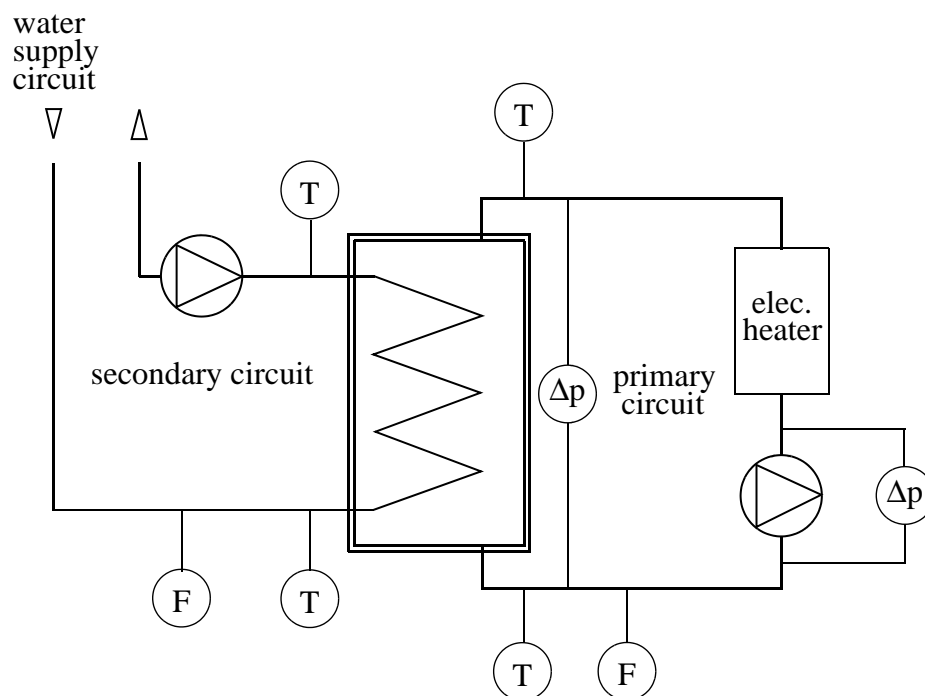 water
supply
circuit
T
T
elec.
heater
secondary circuit
Δp
primary
circuit
Δp
F
T
T
F